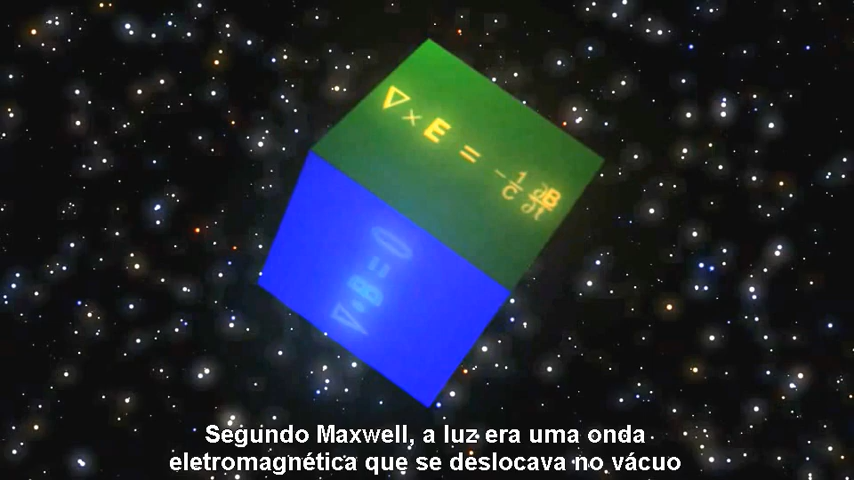 ∇ × E = -1/C ∂B/∂t
∇ • B = 0
Segundo Maxwell, a luz era uma onda
eletromagnética que se deslocava no vácuo